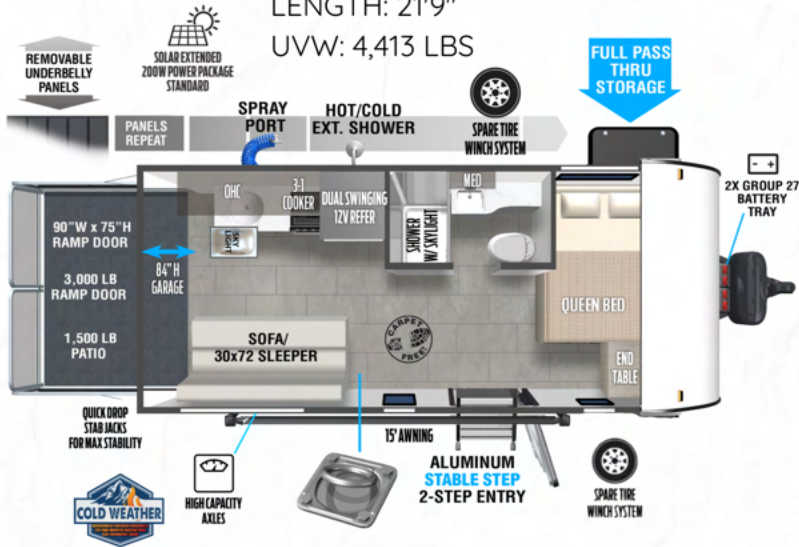 LENGTH: 21'9"
UVW: 4,413 LBS
REMOVABLE
UNDERBELLY
PANELS
SOLAR EXTENDED
200W POWER PACKAGE
STANDARD
FULL PASS
THRU
STORAGE
PANELS
REPEAT
SPRAY
PORT
HOT/COLD
EXT. SHOWER
SPARE TIRE
WINCH SYSTEM
2X GROUP 27
BATTERY
TRAY
OHC
3-1
COOKER
DUAL SWINGING
12V REFER
SHOWER
W/ SKYLIGHT
MED
SKY
LIGHT
90"W x 75"H
RAMP DOOR
3,000 LB
RAMP DOOR
1,500 LB
PATIO
84" H
GARAGE
SOFA/
30x72 SLEEPER
CARPET
FREE!
QUEEN BED
END
TABLE
QUICK DROP
STAB JACKS
FOR MAX STABILITY
15' AWNING
HIGH CAPACITY
AXLES
ALUMINUM
STABLE STEP
2-STEP ENTRY
SPARE TIRE
WINCH SYSTEM
COLD WEATHER